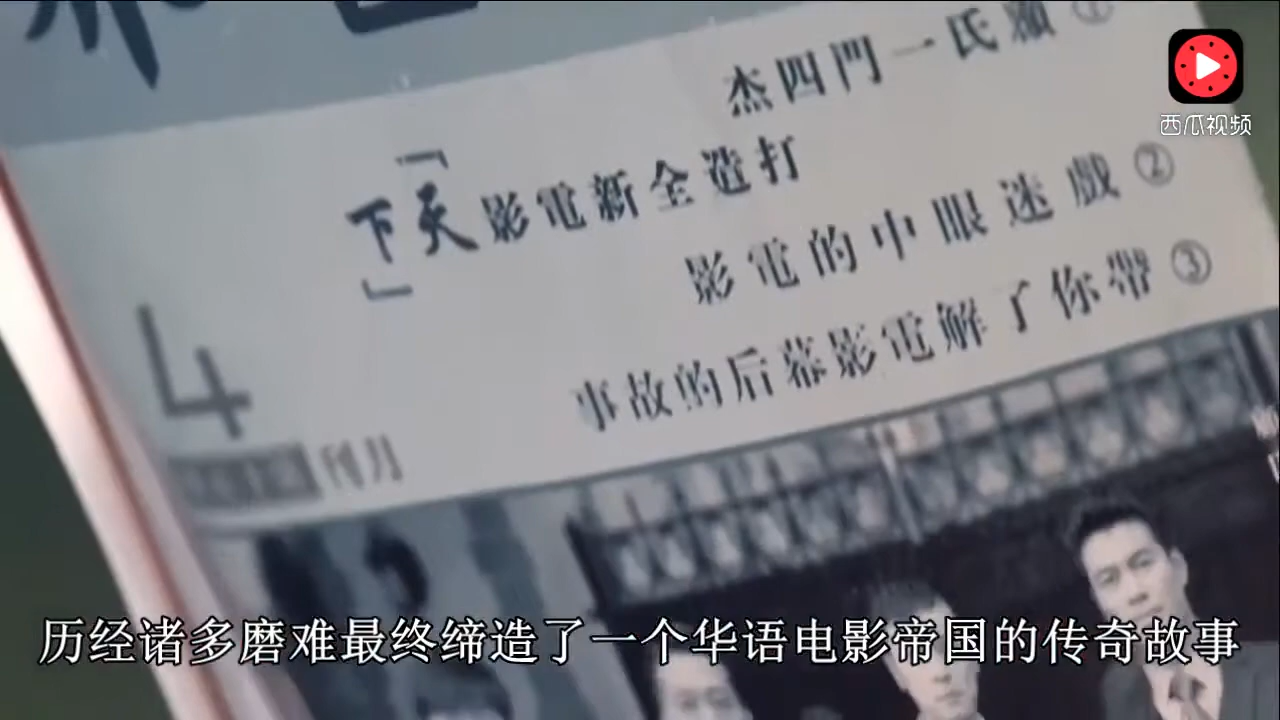 西瓜视频
①灝氏一門四杰
打造全新電影「天下」
②戲迷眼中的電影
③帶你了解電影幕后的故事
4
月刊
历经诸多磨难最终缔造了一个华语电影帝国的传奇故事